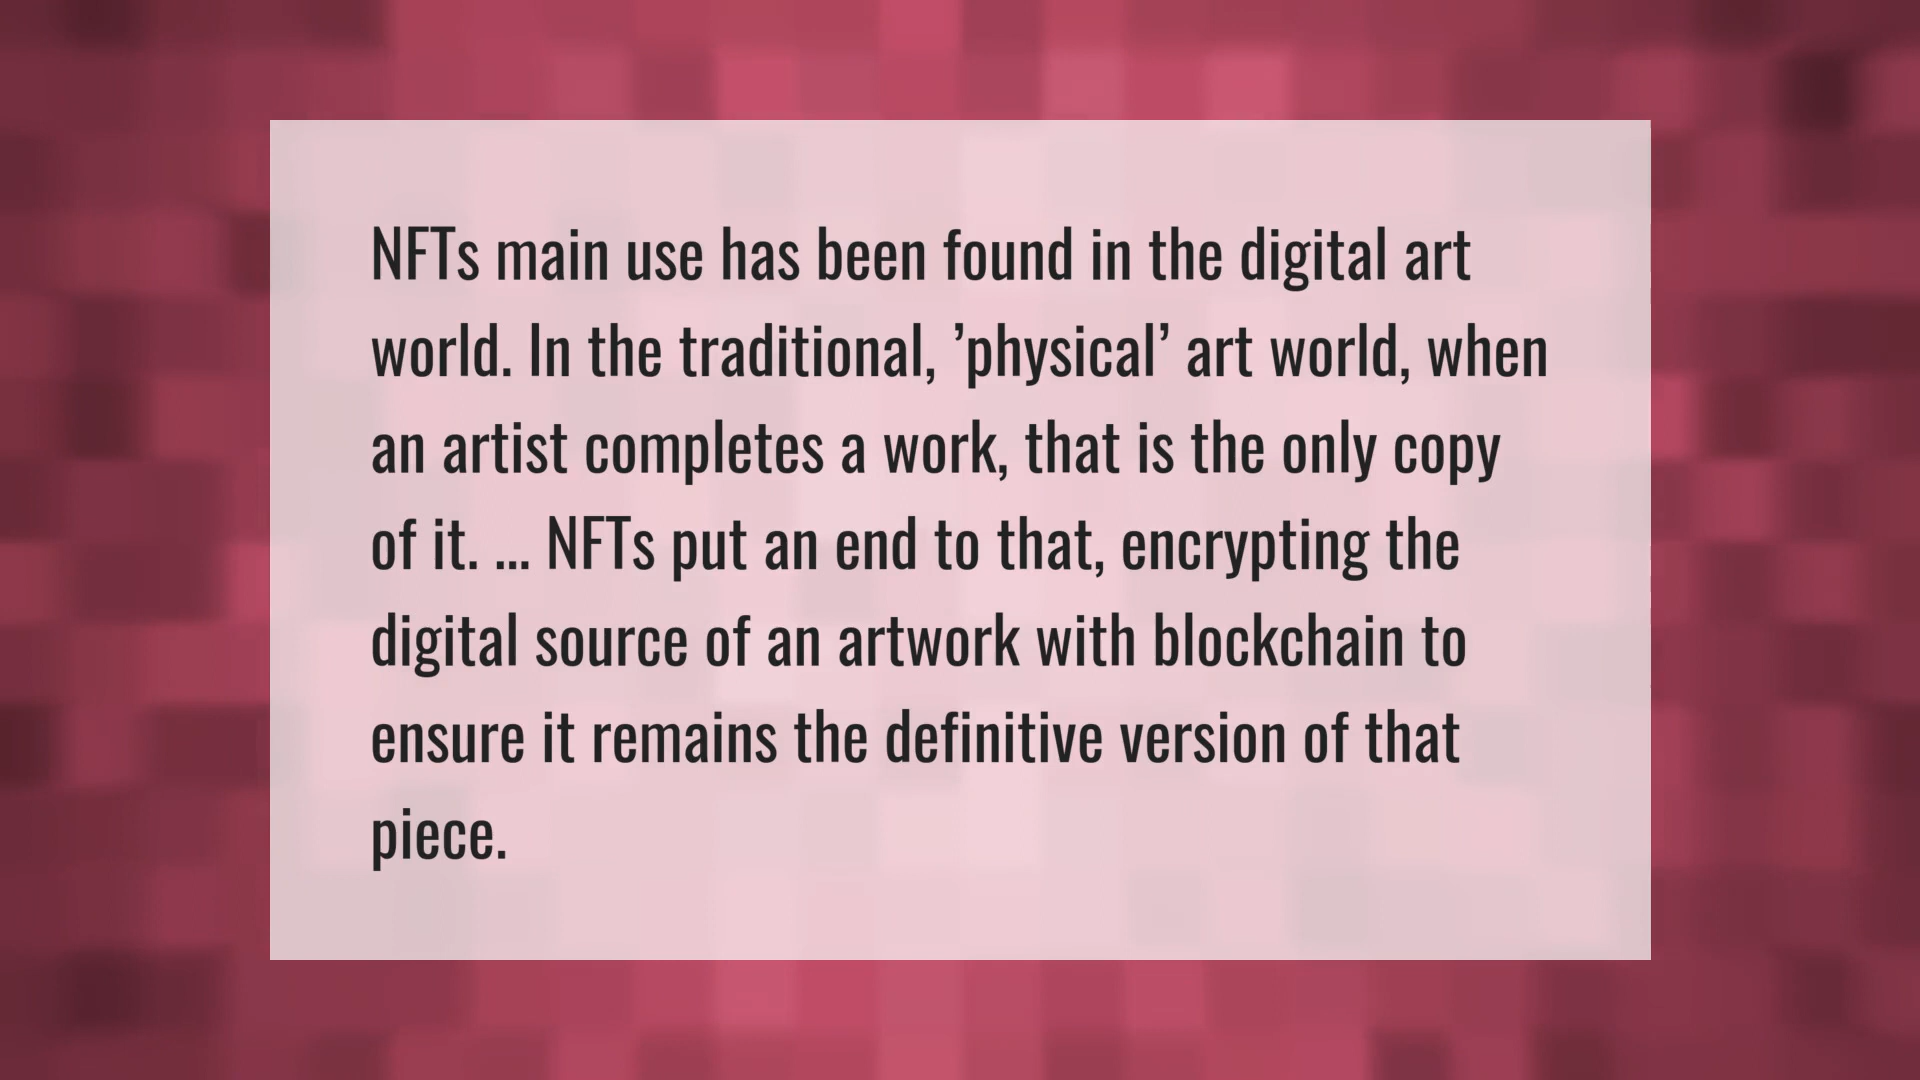 NFTs main use has been found in the digital art
world. In the traditional, ’physical’ art world, when
an artist completes a work, that is the only copy
of it. ... NFTs put an end to that, encrypting the
digital source of an artwork with blockchain to
ensure it remains the definitive version of that
piece.